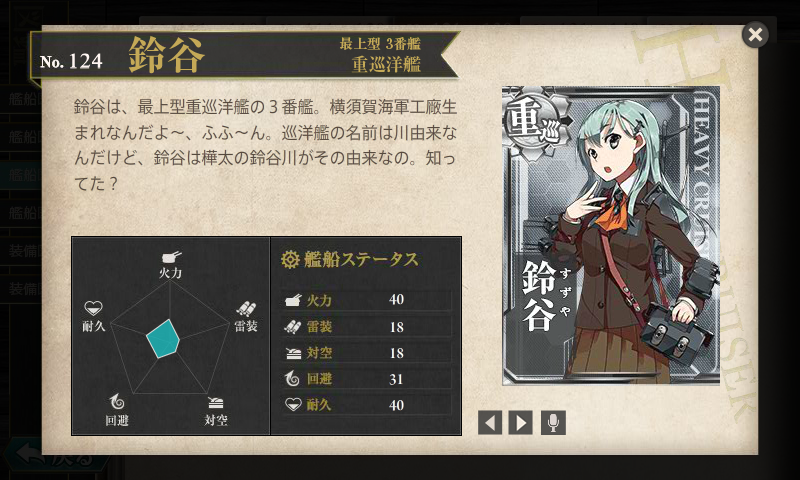 No. 124 鈴谷
最上型 3番艦
重巡洋艦
鈴谷は、最上型重巡洋艦の３番艦。横須賀海軍工廠生
まれなんだよ〜、ふふ〜ん。巡洋艦の名前は川由来な
んだけど、鈴谷は樺太の鈴谷川がその由来なの。知っ
てた？
火力
耐久
雷装
回避
対空
艦船ステータス
火力 40
雷装 18
対空 18
回避 31
耐久 40
重巡
HEAVY CRUISER
鈴谷
すずや
戻る